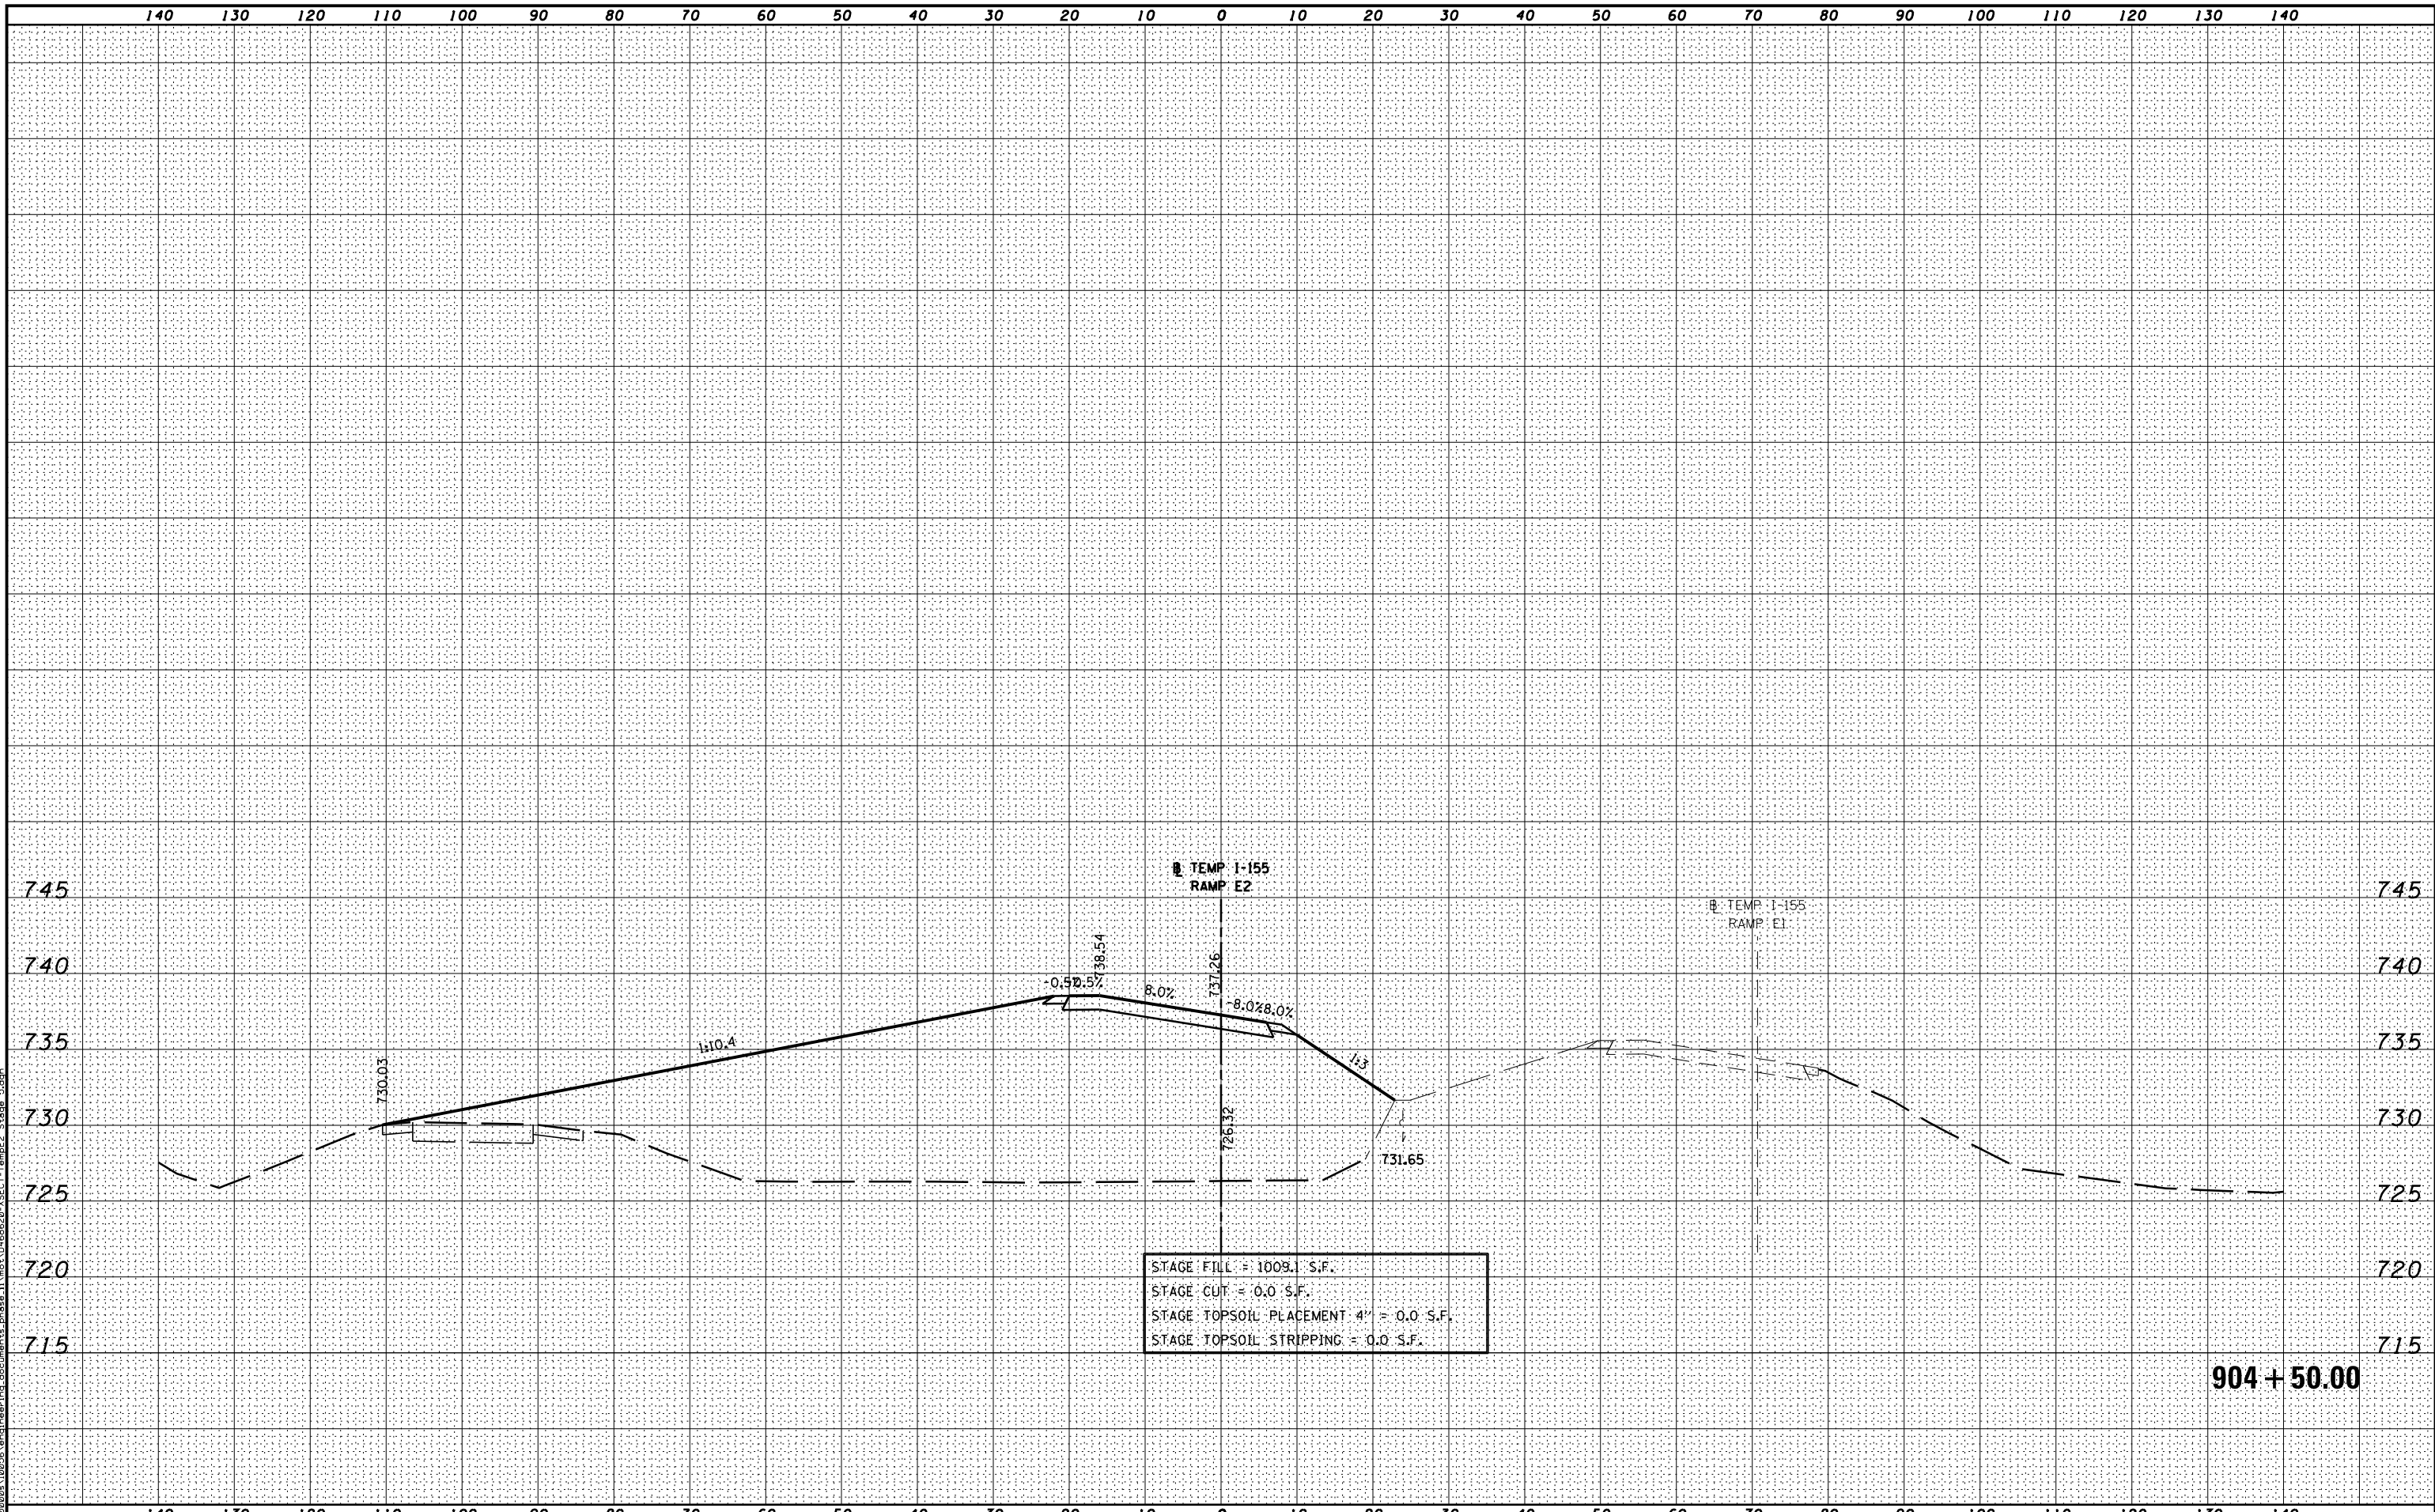 140 130 120 110 100 90 80 70 60 50 40 30 20 10 0 10 20 30 40 50 60 70 80 90 100 110 120 130 140
℄ TEMP I-155
RAMP E2
745 745
℄ TEMP I-155
RAMP E1
738.54
740 737.26 740
8.0% -8.0% -8.0%
735 1:10.4 1:3 735
730.03
730 726.32 730
731.65
725 725
720 720
STAGE FILL = 1009.1 S.F.
STAGE CUT = 0.0 S.F.
STAGE TOPSOIL PLACEMENT 4" = 0.0 S.F.
STAGE TOPSOIL STRIPPING = 0.0 S.F.
715 715
904+50.00